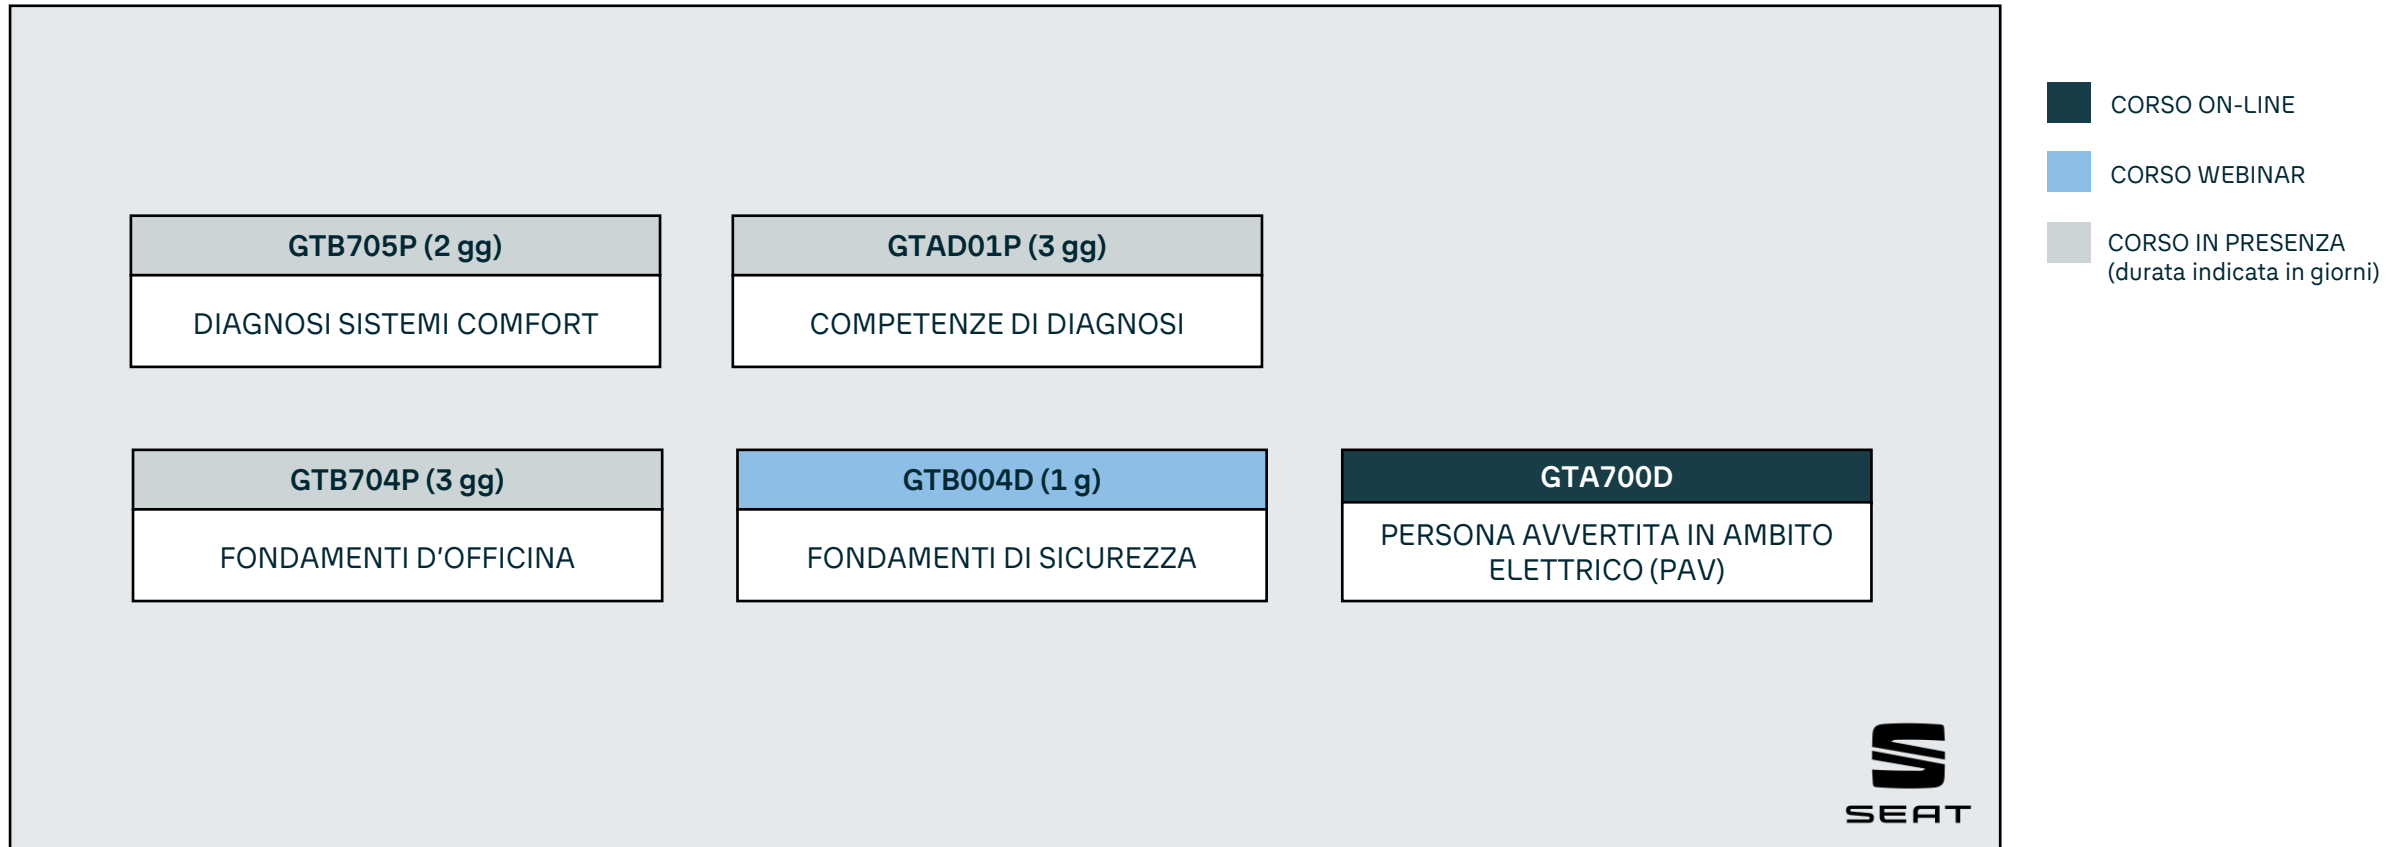 GTB705P (2 gg)
DIAGNOSI SISTEMI COMFORT
GTAD01P (3 gg)
COMPETENZE DI DIAGNOSI
GTB704P (3 gg)
FONDAMENTI D’OFFICINA
GTB004D (1 g)
FONDAMENTI DI SICUREZZA
GTA700D
PERSONA AVVERTITA IN AMBITO
ELETTRICO (PAV)
SEAT
CORSO ON-LINE
CORSO WEBINAR
CORSO IN PRESENZA
(durata indicata in giorni)